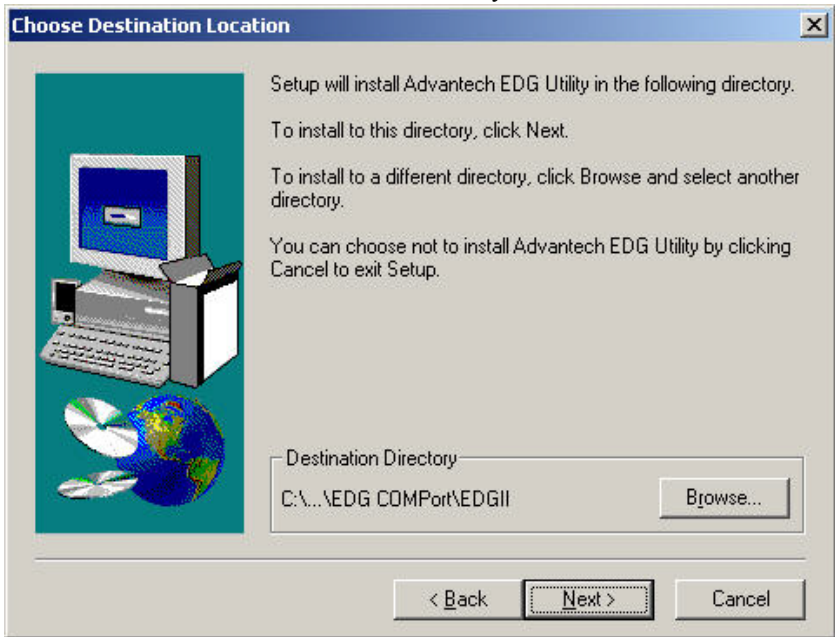 Choose Destination Location
Setup will install Advantech EDG Utility in the following directory.
To install to this directory, click Next.
To install to a different directory, click Browse and select another
directory.
You can choose not to install Advantech EDG Utility by clicking
Cancel to exit Setup.
Destination Directory
C:\...\EDG COMPort\EDGII
Browse...
< Back
Next >
Cancel